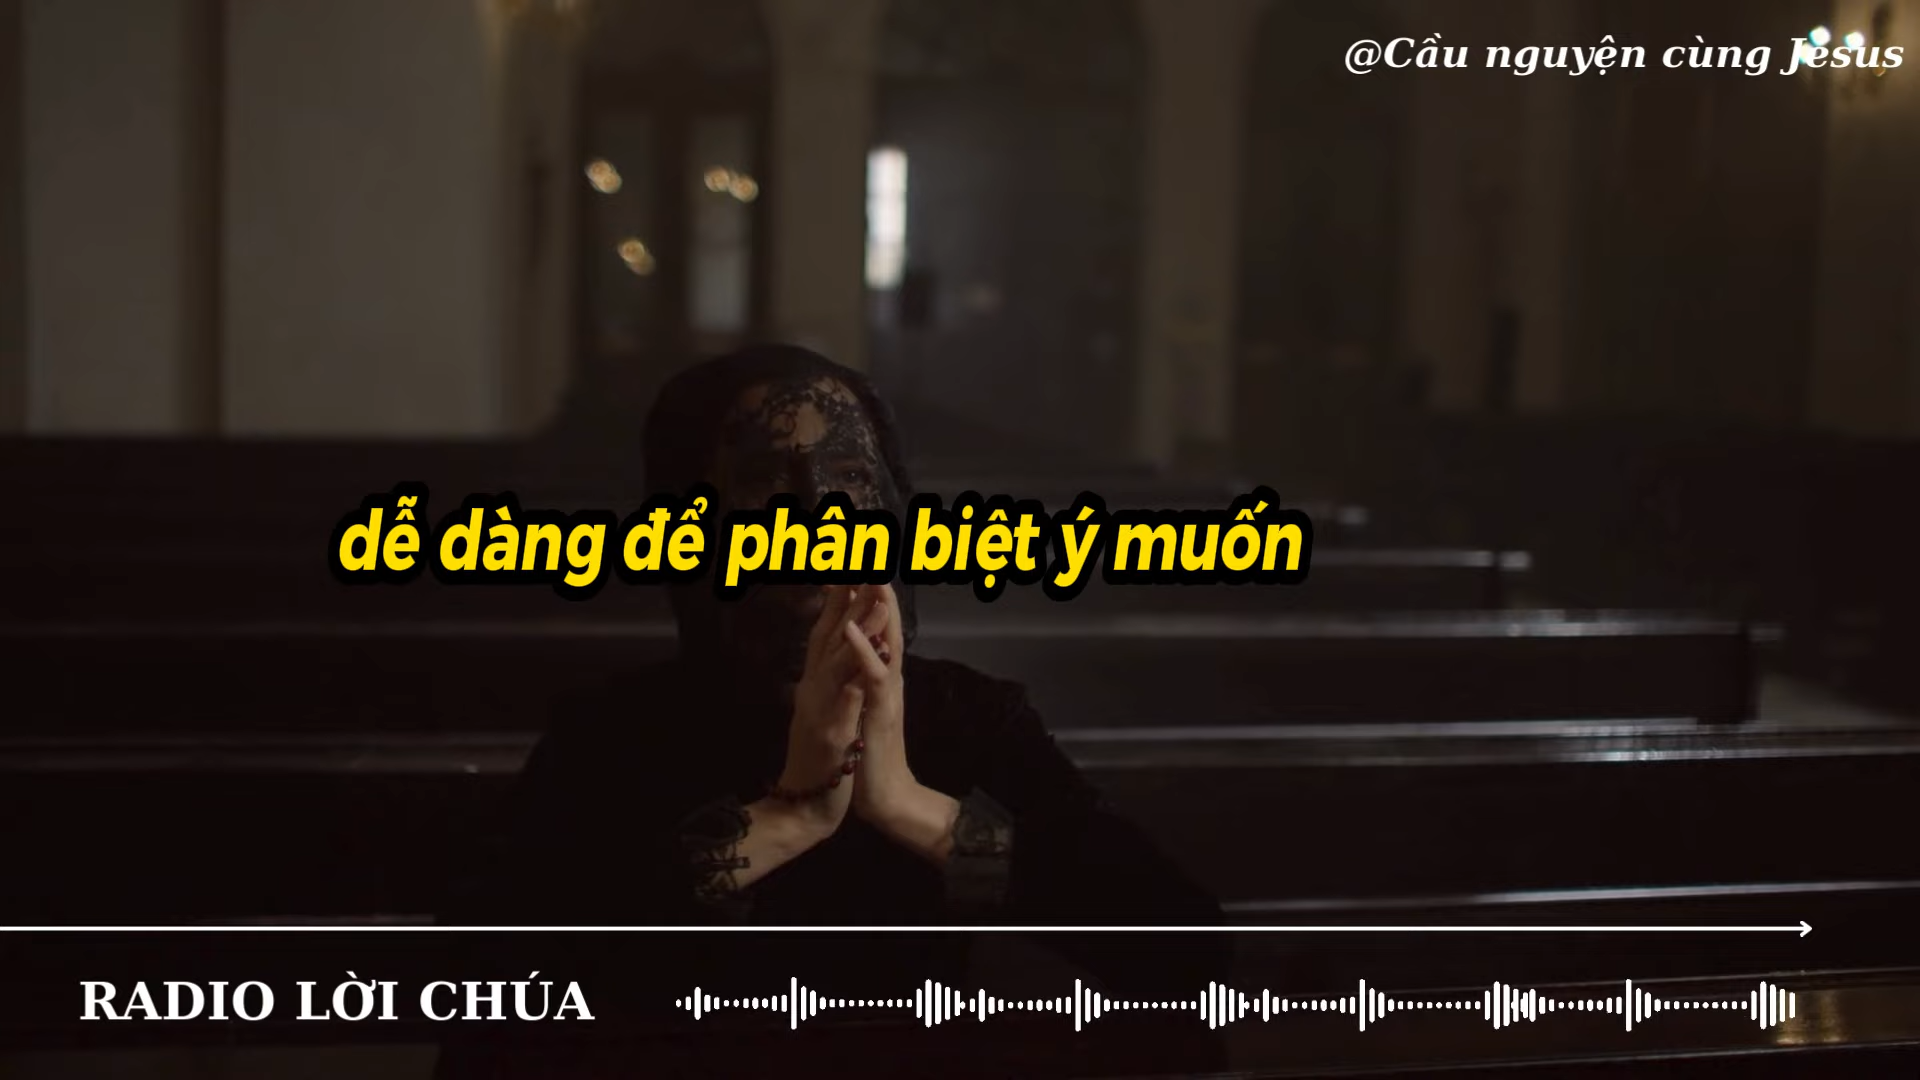 @Cầu nguyện cùng Jesus
dễ dàng để phân biệt ý muốn
RADIO LỜI CHÚA